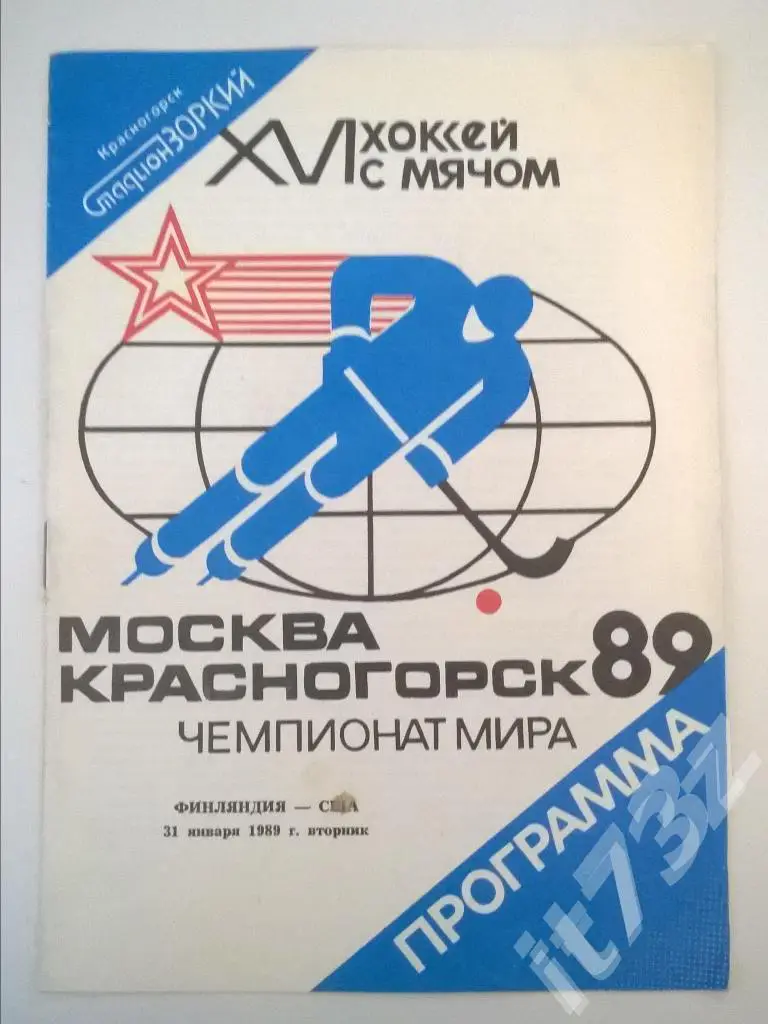 Красногорск
Стадион ЗОРКИЙ
XVI ХОККЕЙ
С МЯЧОМ
МОСКВА
КРАСНОГОРСК 89
ЧЕМПИОНАТ МИРА
ФИНЛЯНДИЯ — США
31 января 1989 г. вторник
ПРОГРАММА
it73z